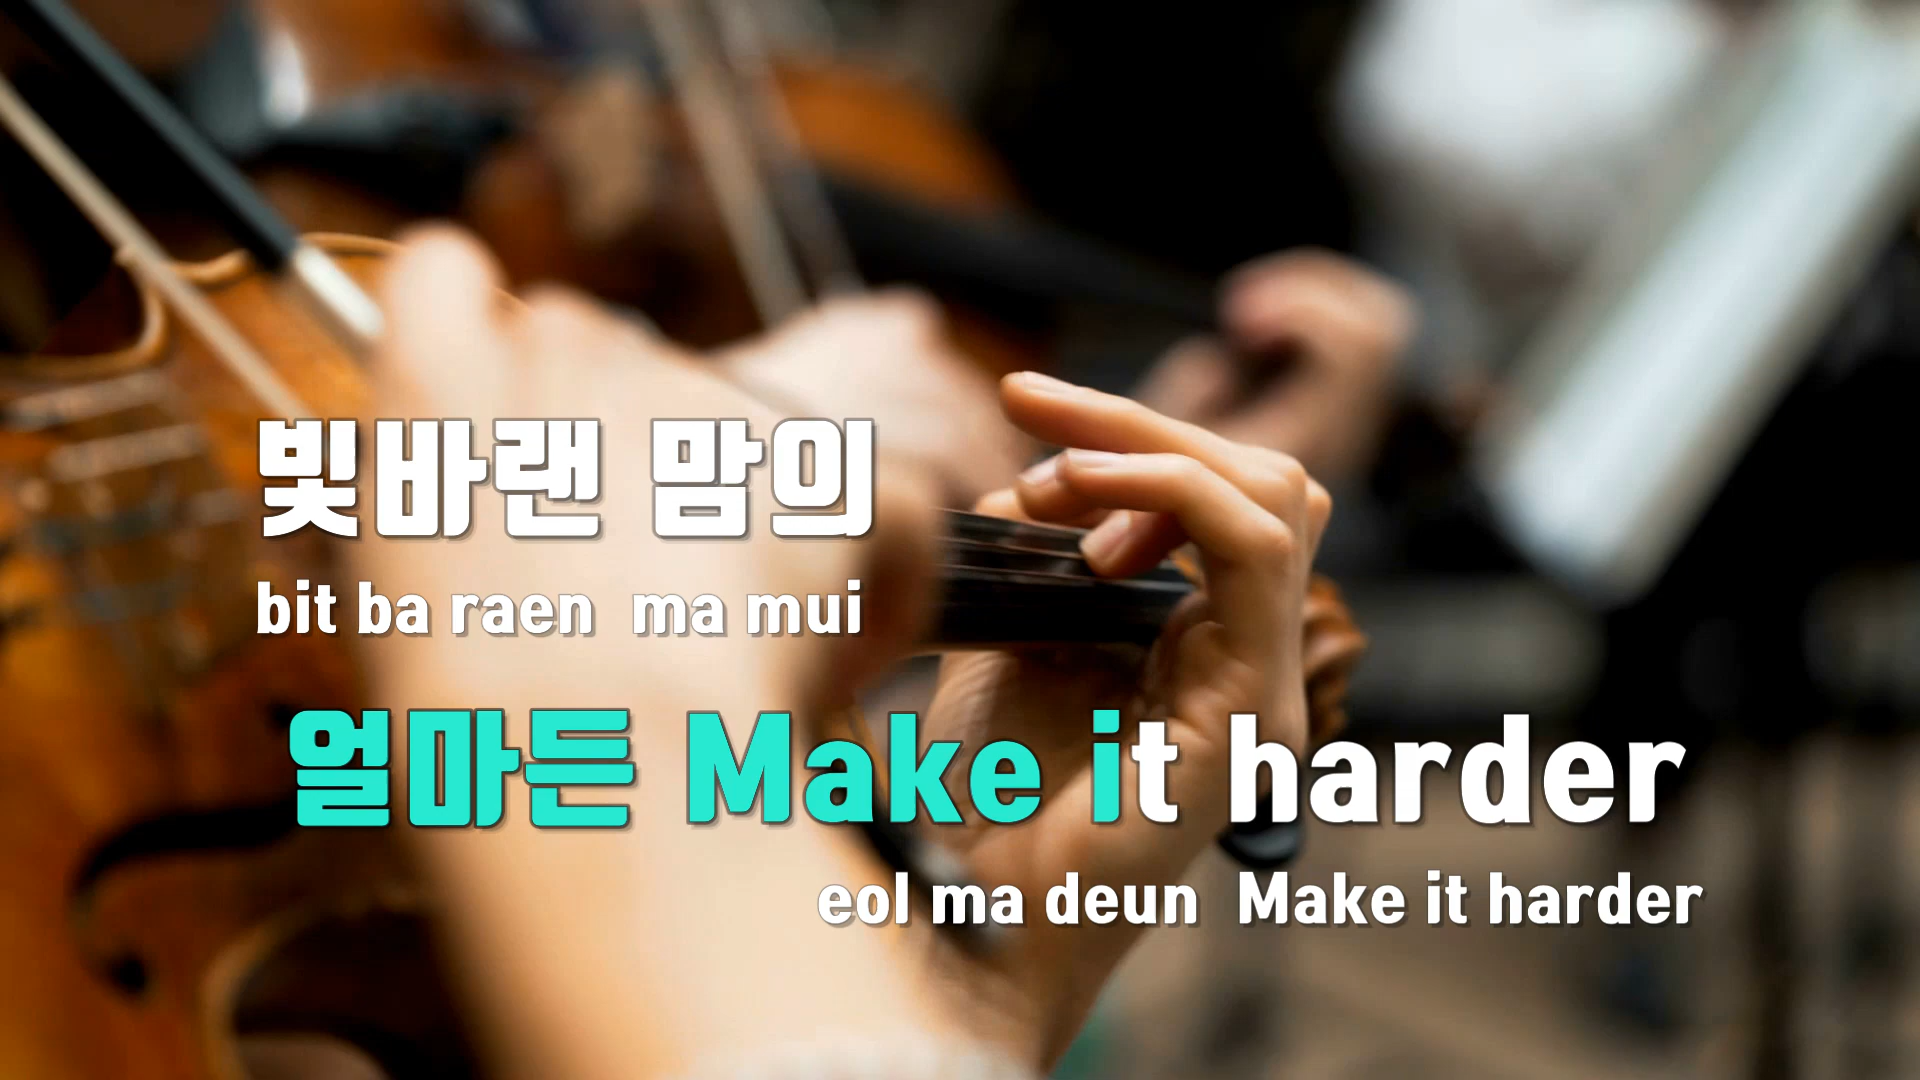 빛바랜 맘의
bit ba raen ma mui
얼마든 Make it harder
eol ma deun Make it harder